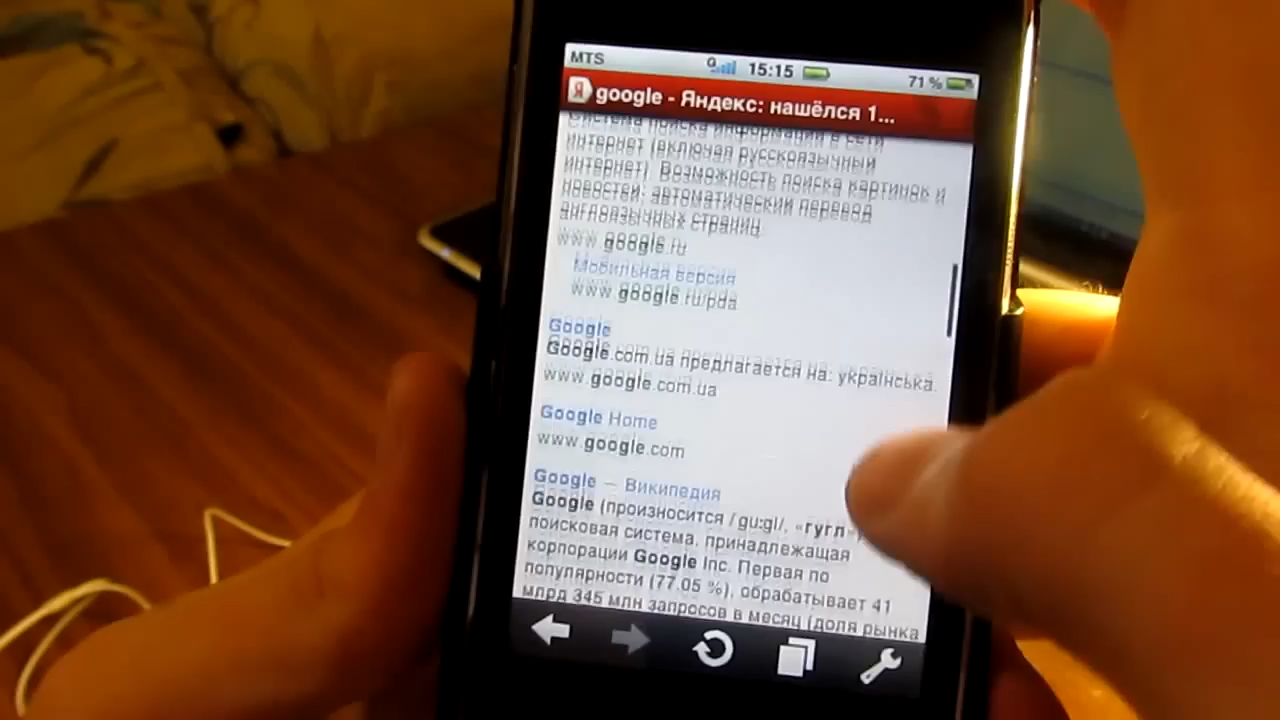 MTS G 15:15 71 %
Я google - Яндекс: нашёлся 1...
Система поиска информации в сети
интернет (включая русскоязычный
интернет). Возможность поиска картинок и
новостей; автоматический перевод
англоязычных страниц.
www.google.ru
Мобильная версия
www.google.ru/pda
Google
Google.com.ua предлагается на: українська.
www.google.com.ua
Google Home
www.google.com
Google — Википедия
Google (произносится /gu:gl/, «гугл»)
поисковая система, принадлежащая
корпорации Google Inc. Первая по
популярности (77.05 %), обрабатывает 41
млрд 345 млн запросов в месяц (доля рынка